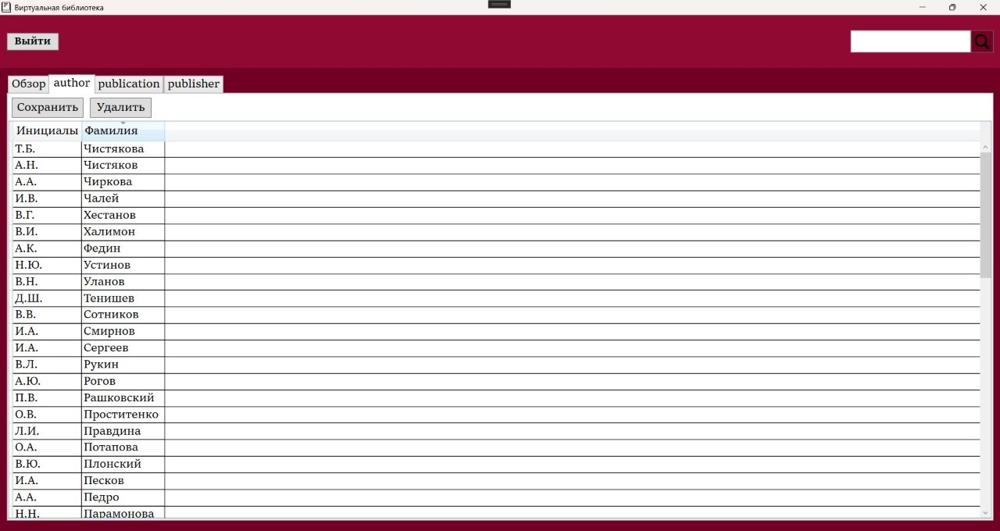 Виртуальная библиотека
Выйти
Обзор author publication publisher
Сохранить Удалить
Инициалы Фамилия
Т.Б. Чистякова
А.Н. Чистяков
А.А. Чиркова
И.В. Чалей
В.Г. Хестанов
В.И. Халимон
А.К. Федин
Н.Ю. Устинов
В.Н. Уланов
Д.Ш. Тенишев
В.В. Сотников
И.А. Смирнов
И.А. Сергеев
В.Л. Рукин
А.Ю. Рогов
П.В. Рашковский
О.В. Проститенко
Л.И. Правдина
О.А. Потапова
В.Ю. Плонский
И.А. Песков
А.А. Педро
Н.Н. Парамонова